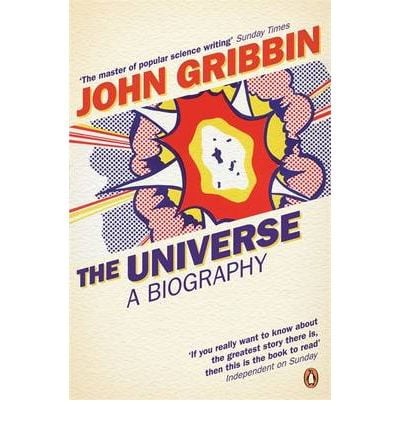 'The master of popular science writing' Sunday Times
JOHN GRIBBIN
THE UNIVERSE
A BIOGRAPHY
'If you really want to know about
the greatest story there is,
then this is the book to read'
Independent on Sunday